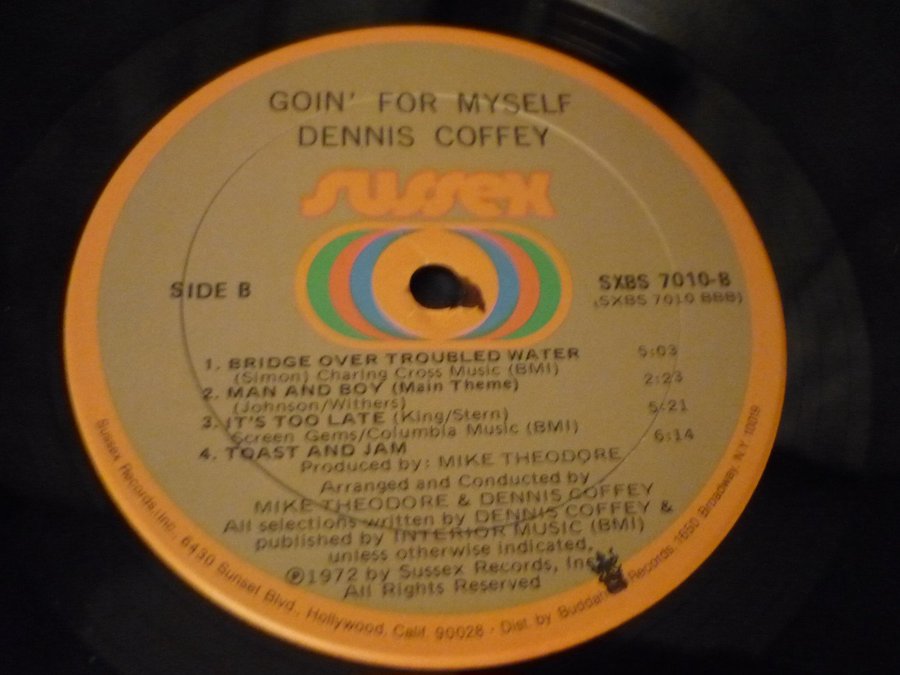 GOIN' FOR MYSELF
DENNIS COFFEY
sussex
SIDE B
SXBS 7010-B
(SXBS 7010 BBB)
1. BRIDGE OVER TROUBLED WATER 5:03
(Simon) Charing Cross Music (BMI)
2. MAN AND BOY (Main Theme) 2:23
(Johnson/Withers)
3. IT'S TOO LATE (King/Stern) 5:21
Screen Gems/Columbia Music (BMI)
4. TOAST AND JAM 6:14
Produced by: MIKE THEODORE
Arranged and Conducted by
MIKE THEODORE & DENNIS COFFEY
All selections written by DENNIS COFFEY &
published by INTERIOR MUSIC (BMI)
unless otherwise indicated.
℗1972 by Sussex Records, Inc.
All Rights Reserved
Sussex Records, Inc., 6430 Sunset Blvd., Hollywood, Calif. 90028 · Dist. by Buddah Records, 1650 Broadway, N.Y. 10019